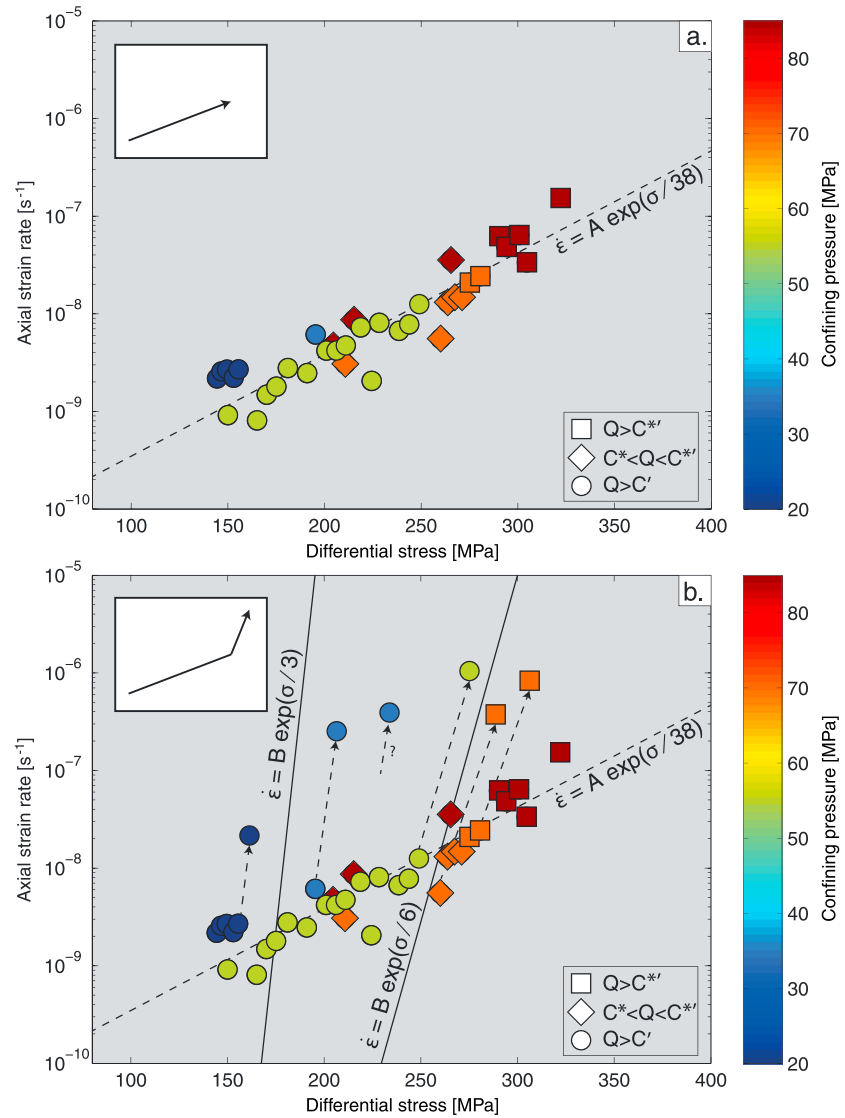 10⁻⁵
a.
10⁻⁶
10⁻⁷
10⁻⁸
10⁻⁹
10⁻¹⁰
Axial strain rate [s⁻¹]
ε̇ = A exp(σ/38)
Q>C*′
C*<Q<C*′
Q>C′
100
150
200
250
300
350
400
Differential stress [MPa]
80
70
60
50
40
30
20
Confining pressure [MPa]
10⁻⁵
b.
10⁻⁶
10⁻⁷
10⁻⁸
10⁻⁹
10⁻¹⁰
Axial strain rate [s⁻¹]
ε̇ = B exp(σ/3)
?
ε̇ = B exp(σ/6)
ε̇ = A exp(σ/38)
Q>C*′
C*<Q<C*′
Q>C′
100
150
200
250
300
350
400
Differential stress [MPa]
80
70
60
50
40
30
20
Confining pressure [MPa]